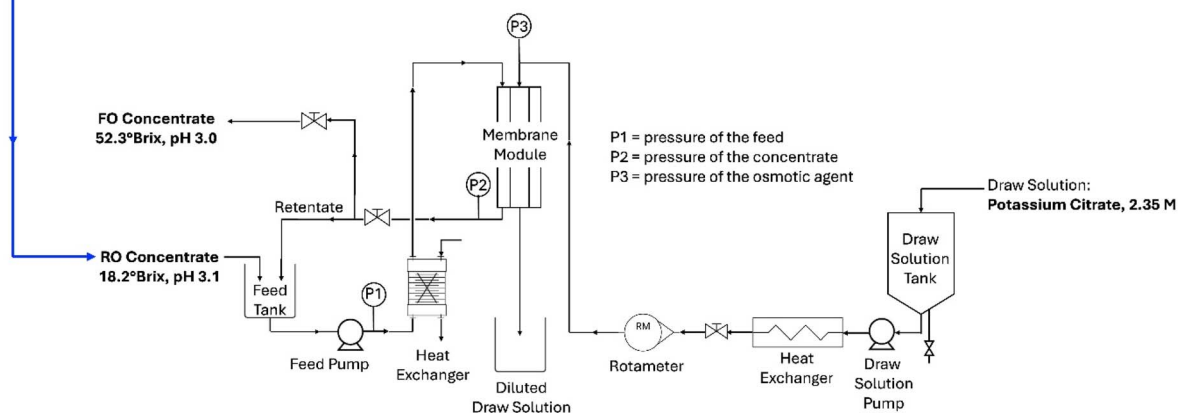 P3
FO Concentrate
52.3°Brix, pH 3.0
Membrane
Module
P1 = pressure of the feed
P2 = pressure of the concentrate
P3 = pressure of the osmotic agent
P2
Draw Solution:
Potassium Citrate, 2.35 M
Retentate
Draw
Solution
Tank
RO Concentrate
18.2°Brix, pH 3.1
Feed
Tank
P1
RM
Feed Pump
Heat
Exchanger
Diluted
Draw Solution
Rotameter
Heat
Exchanger
Draw
Solution
Pump